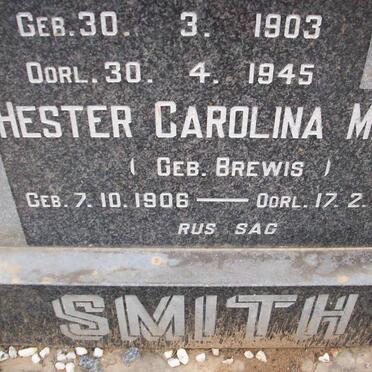 GEB. 30. 3. 1903
OORL. 30. 4. 1945
HESTER CAROLINA M
( GEB. BREWIS )
GEB. 7. 10. 1906 — OORL. 17. 2.
RUS SAG
SMITH